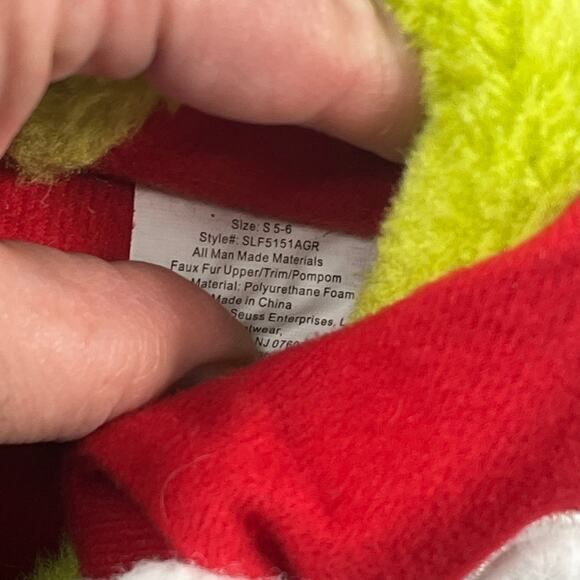 Size: S 5-6
Style#: SLF5151AGR
All Man Made Materials
Faux Fur Upper/Trim/Pompom
Material: Polyurethane Foam
Made in China
Seuss Enterprises,
NJ